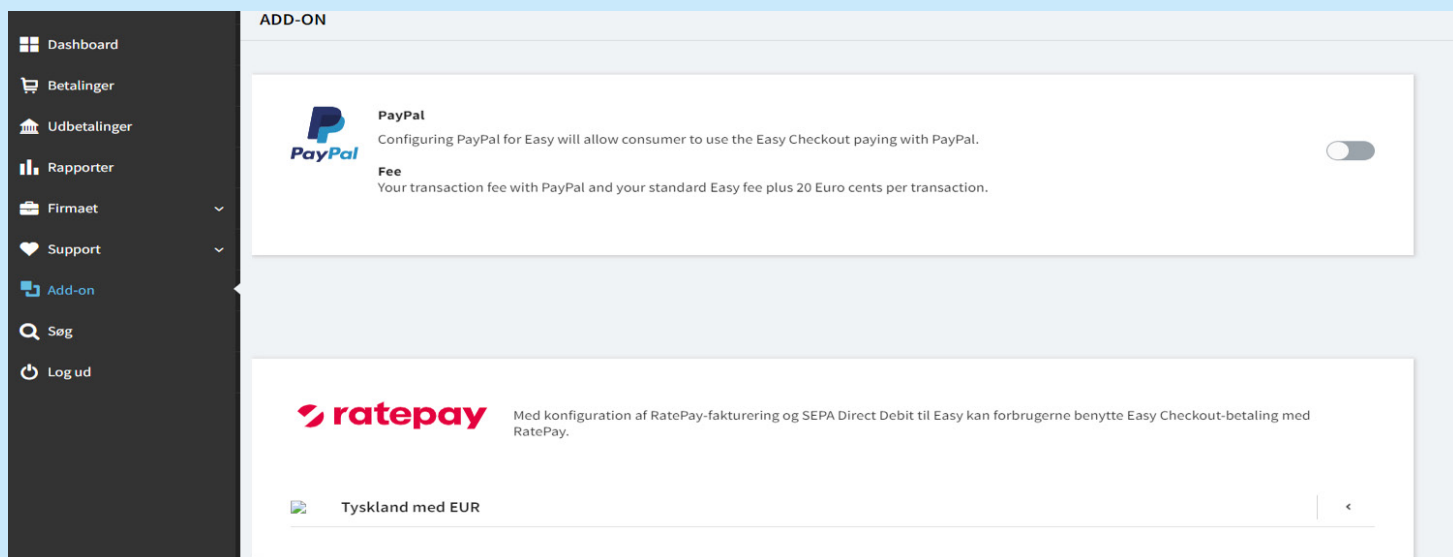 ADD-ON
Dashboard
Betalinger
Udbetalinger
Rapporter
Firmaet
Support
Add-on
Søg
Log ud
PayPal
PayPal
Configuring PayPal for Easy will allow consumer to use the Easy Checkout paying with PayPal.
Fee
Your transaction fee with PayPal and your standard Easy fee plus 20 Euro cents per transaction.
ratepay
Med konfiguration af RatePay-fakturering og SEPA Direct Debit til Easy kan forbrugerne benytte Easy Checkout-betaling med
RatePay.
Tyskland med EUR